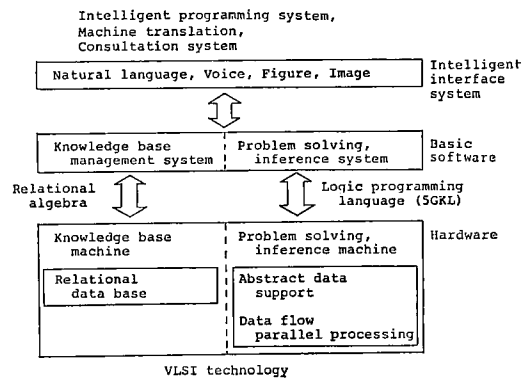 Intelligent programming system,
Machine translation,
Consultation system
Natural language, Voice, Figure, Image
Intelligent
interface
system
Knowledge base
management system
Problem solving,
inference system
Basic
software
Relational
algebra
Logic programming
language (5GKL)
Knowledge base
machine
Problem solving,
inference machine
Hardware
Relational
data base
Abstract data
support
Data flow
parallel processing
VLSI technology